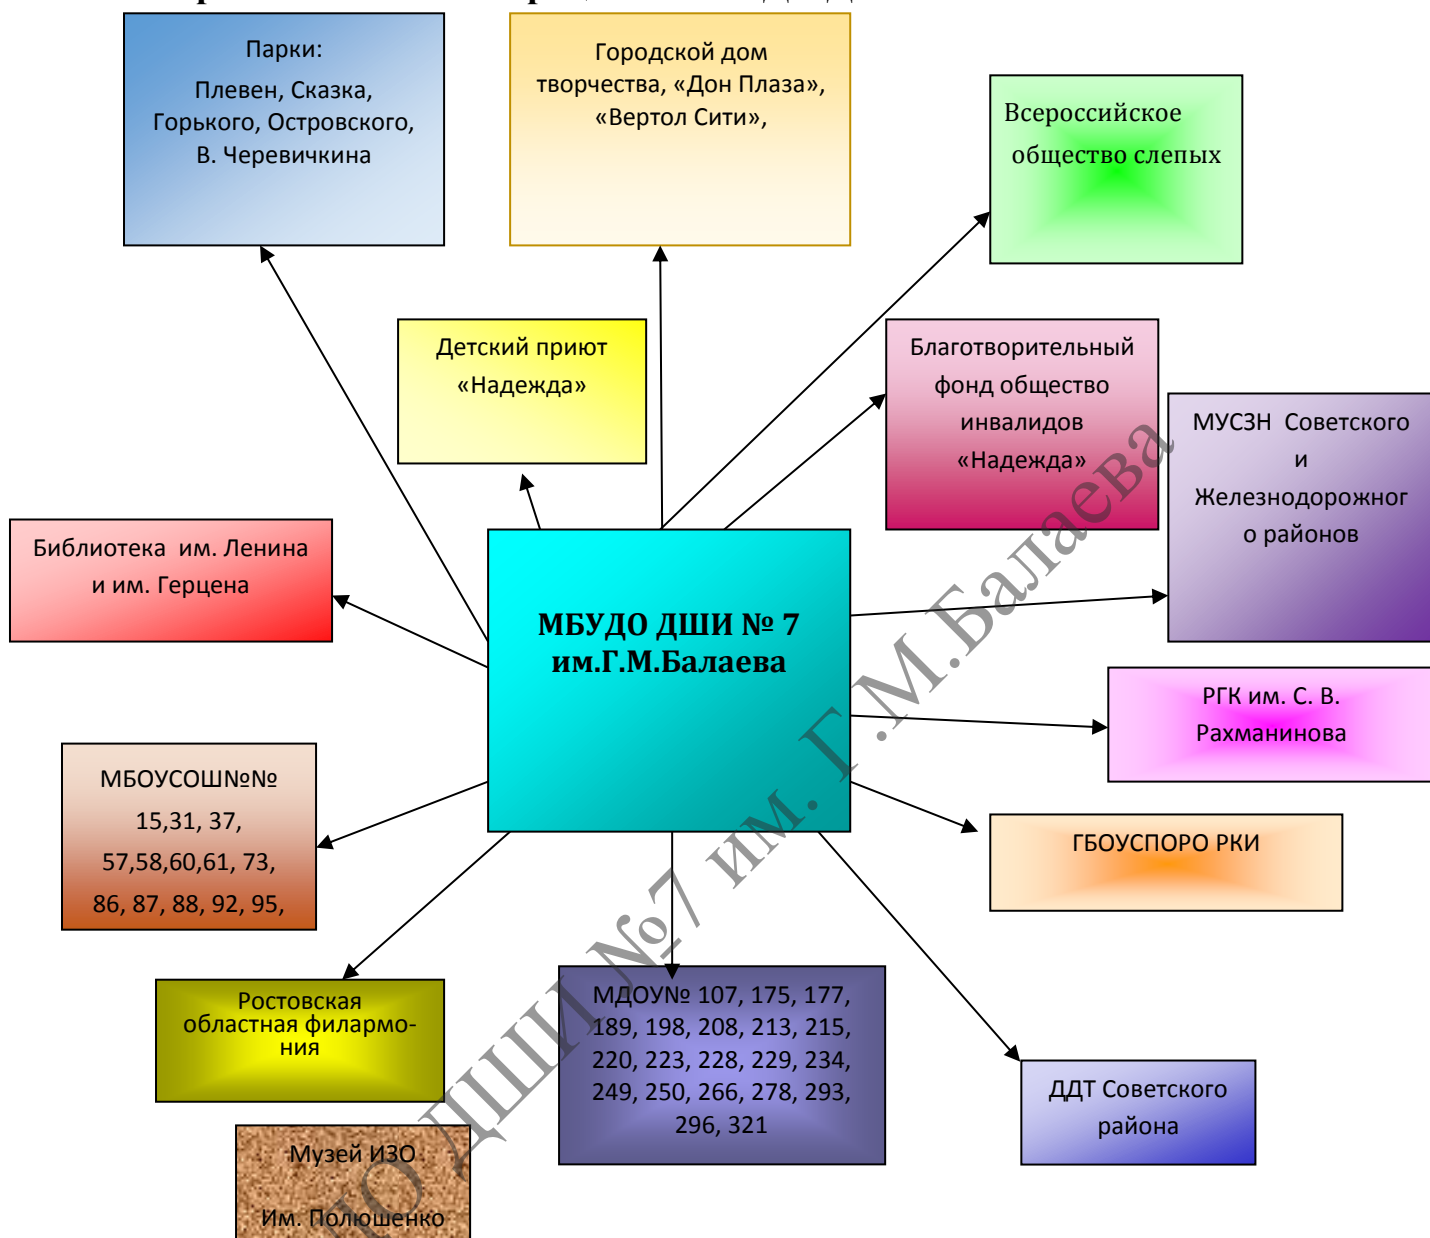 Парки:
Плевен, Сказка,
Горького, Островского,
В. Черевичкина
Городской дом
творчества, «Дон Плаза»,
«Вертол Сити»,
Всероссийское
общество слепых
Детский приют
«Надежда»
Благотворительный
фонд общество
инвалидов
«Надежда»
МУСЗН Советского
и
Железнодорожног
о районов
Библиотека им. Ленина
и им. Герцена
МБУДО ДШИ № 7
им.Г.М.Балаева
РГК им. С. В.
Рахманинова
МБОУСОШ№№
15,31, 37,
57,58,60,61, 73,
86, 87, 88, 92, 95,
ГБОУСПОРО РКИ
Ростовская
областная филармо-
ния
МДОУ№ 107, 175, 177,
189, 198, 208, 213, 215,
220, 223, 228, 229, 234,
249, 250, 266, 278, 293,
296, 321
ДДТ Советского
района
Музей ИЗО
Им. Полюшенко
ДО ДШИ №7 им. Г.М.Балаева